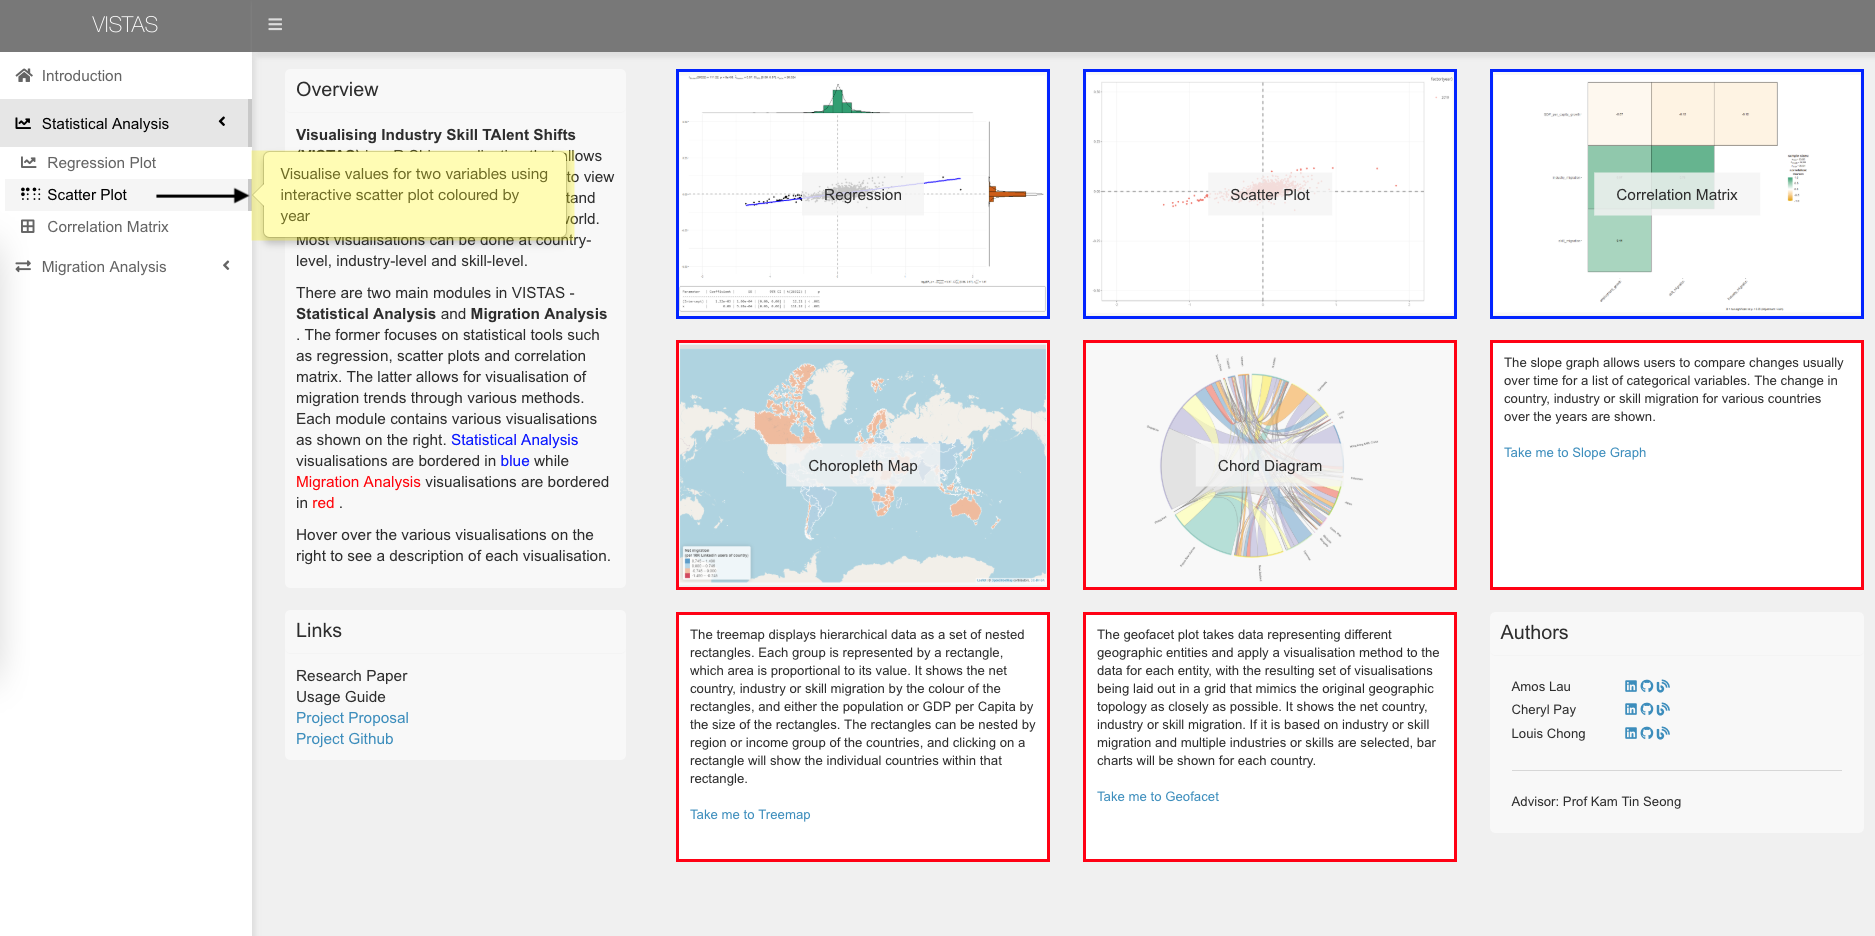 VISTAS
Introduction
Statistical Analysis
Regression Plot
Scatter Plot
Correlation Matrix
Migration Analysis
Visualise values for two variables using
interactive scatter plot coloured by
year
Overview
Visualising Industry Skill TAlent Shifts
allows
to view
tand
world.
Most visualisations can be done at country-
level, industry-level and skill-level.
There are two main modules in VISTAS -
Statistical Analysis and Migration Analysis
. The former focuses on statistical tools such
as regression, scatter plots and correlation
matrix. The latter allows for visualisation of
migration trends through various methods.
Each module contains various visualisations
as shown on the right. Statistical Analysis
visualisations are bordered in blue while
Migration Analysis visualisations are bordered
in red .
Hover over the various visualisations on the
right to see a description of each visualisation.
Links
Research Paper
Usage Guide
Project Proposal
Project Github
Regression
Scatter Plot
Correlation Matrix
Choropleth Map
Chord Diagram
The slope graph allows users to compare changes usually
over time for a list of categorical variables. The change in
country, industry or skill migration for various countries
over the years are shown.
Take me to Slope Graph
The treemap displays hierarchical data as a set of nested
rectangles. Each group is represented by a rectangle,
which area is proportional to its value. It shows the net
country, industry or skill migration by the colour of the
rectangles, and either the population or GDP per Capita by
the size of the rectangles. The rectangles can be nested by
region or income group of the countries, and clicking on a
rectangle will show the individual countries within that
rectangle.
Take me to Treemap
The geofacet plot takes data representing different
geographic entities and apply a visualisation method to the
data for each entity, with the resulting set of visualisations
being laid out in a grid that mimics the original geographic
topology as closely as possible. It shows the net country,
industry or skill migration. If it is based on industry or skill
migration and multiple industries or skills are selected, bar
charts will be shown for each country.
Take me to Geofacet
Authors
Amos Lau
Cheryl Pay
Louis Chong
Advisor: Prof Kam Tin Seong